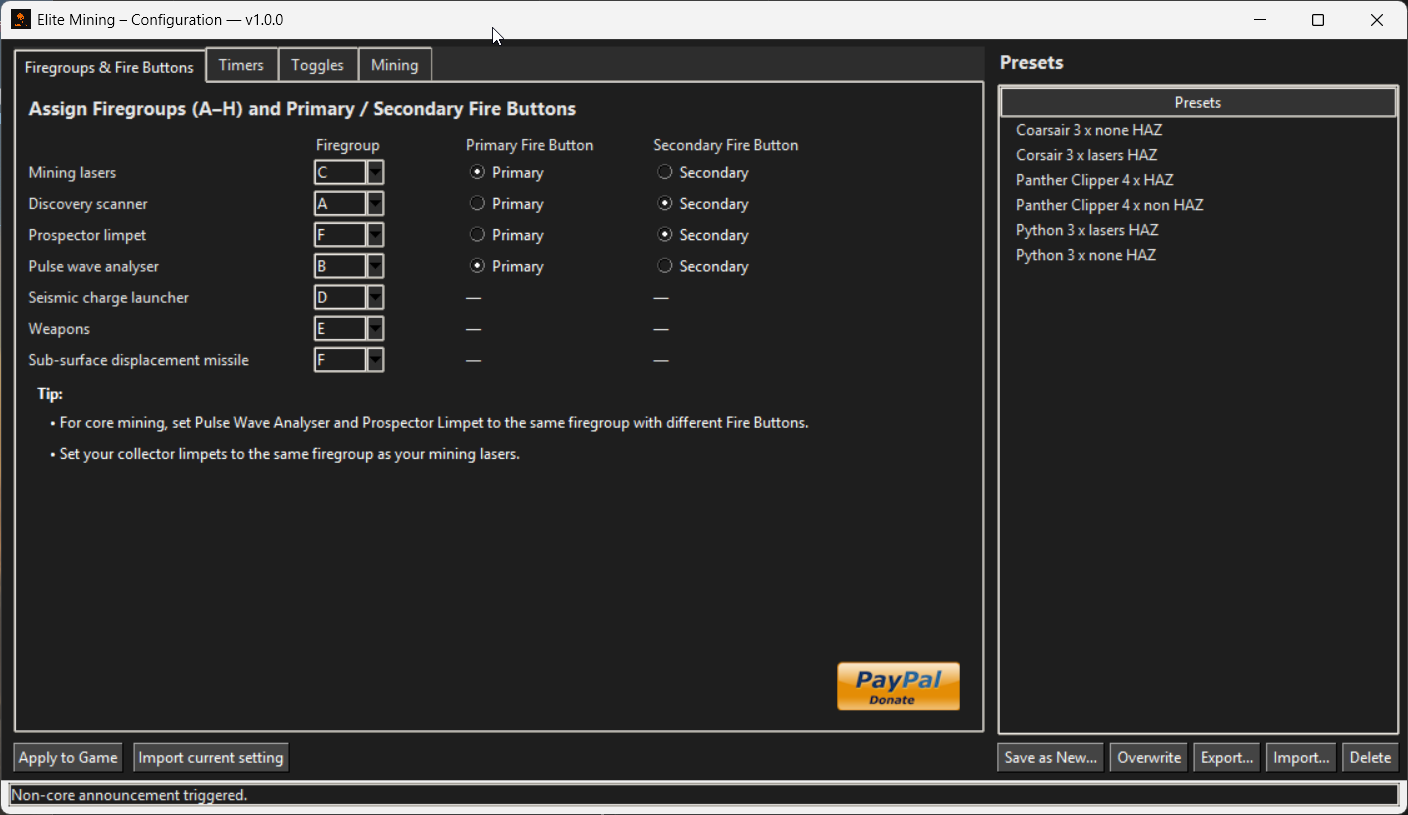 Elite Mining – Configuration — v1.0.0
Firegroups & Fire Buttons Timers Toggles Mining
Assign Firegroups (A–H) and Primary / Secondary Fire Buttons
Firegroup Primary Fire Button Secondary Fire Button
Mining lasers C Primary Secondary
Discovery scanner A Primary Secondary
Prospector limpet F Primary Secondary
Pulse wave analyser B Primary Secondary
Seismic charge launcher D — —
Weapons E — —
Sub-surface displacement missile F — —
Tip:
• For core mining, set Pulse Wave Analyser and Prospector Limpet to the same firegroup with different Fire Buttons.
• Set your collector limpets to the same firegroup as your mining lasers.
PayPal
Donate
Apply to Game Import current setting
Presets
Presets
Coarsair 3 x none HAZ
Corsair 3 x lasers HAZ
Panther Clipper 4 x HAZ
Panther Clipper 4 x non HAZ
Python 3 x lasers HAZ
Python 3 x none HAZ
Save as New... Overwrite Export... Import... Delete
Non-core announcement triggered.